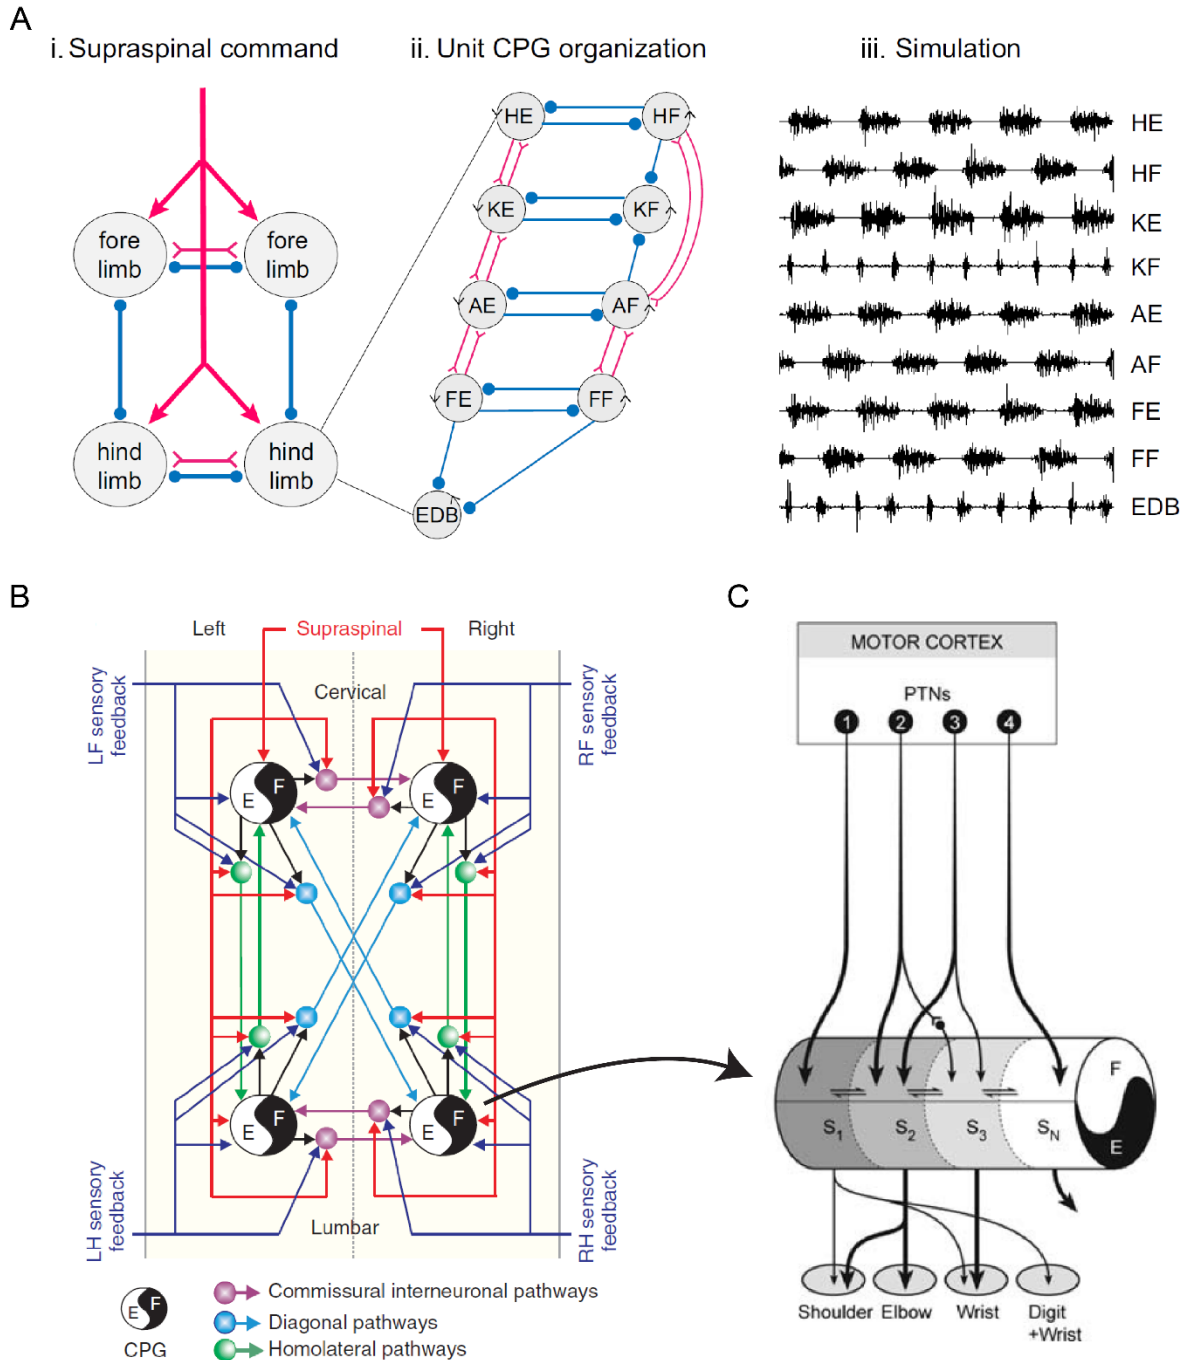 A
i. Supraspinal command
ii. Unit CPG organization
iii. Simulation
fore
limb
fore
limb
hind
limb
hind
limb
HE
HF
KE
KF
AE
AF
FE
FF
EDB
HE
HF
KE
KF
AE
AF
FE
FF
EDB
B
Left
Supraspinal
Right
Cervical
LF sensory
feedback
RF sensory
feedback
E
F
E
F
E
F
E
F
LH sensory
feedback
RH sensory
feedback
Lumbar
E
F
CPG
Commissural interneuronal pathways
Diagonal pathways
Homolateral pathways
C
MOTOR CORTEX
PTNs
1
2
3
4
S1
S2
S3
SN
F
E
Shoulder
Elbow
Wrist
Digit
+Wrist